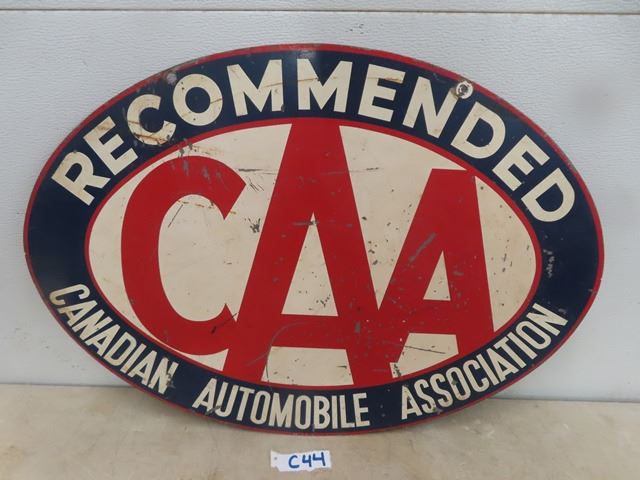 RECOMMENDED
CAA
CANADIAN AUTOMOBILE ASSOCIATION
C44